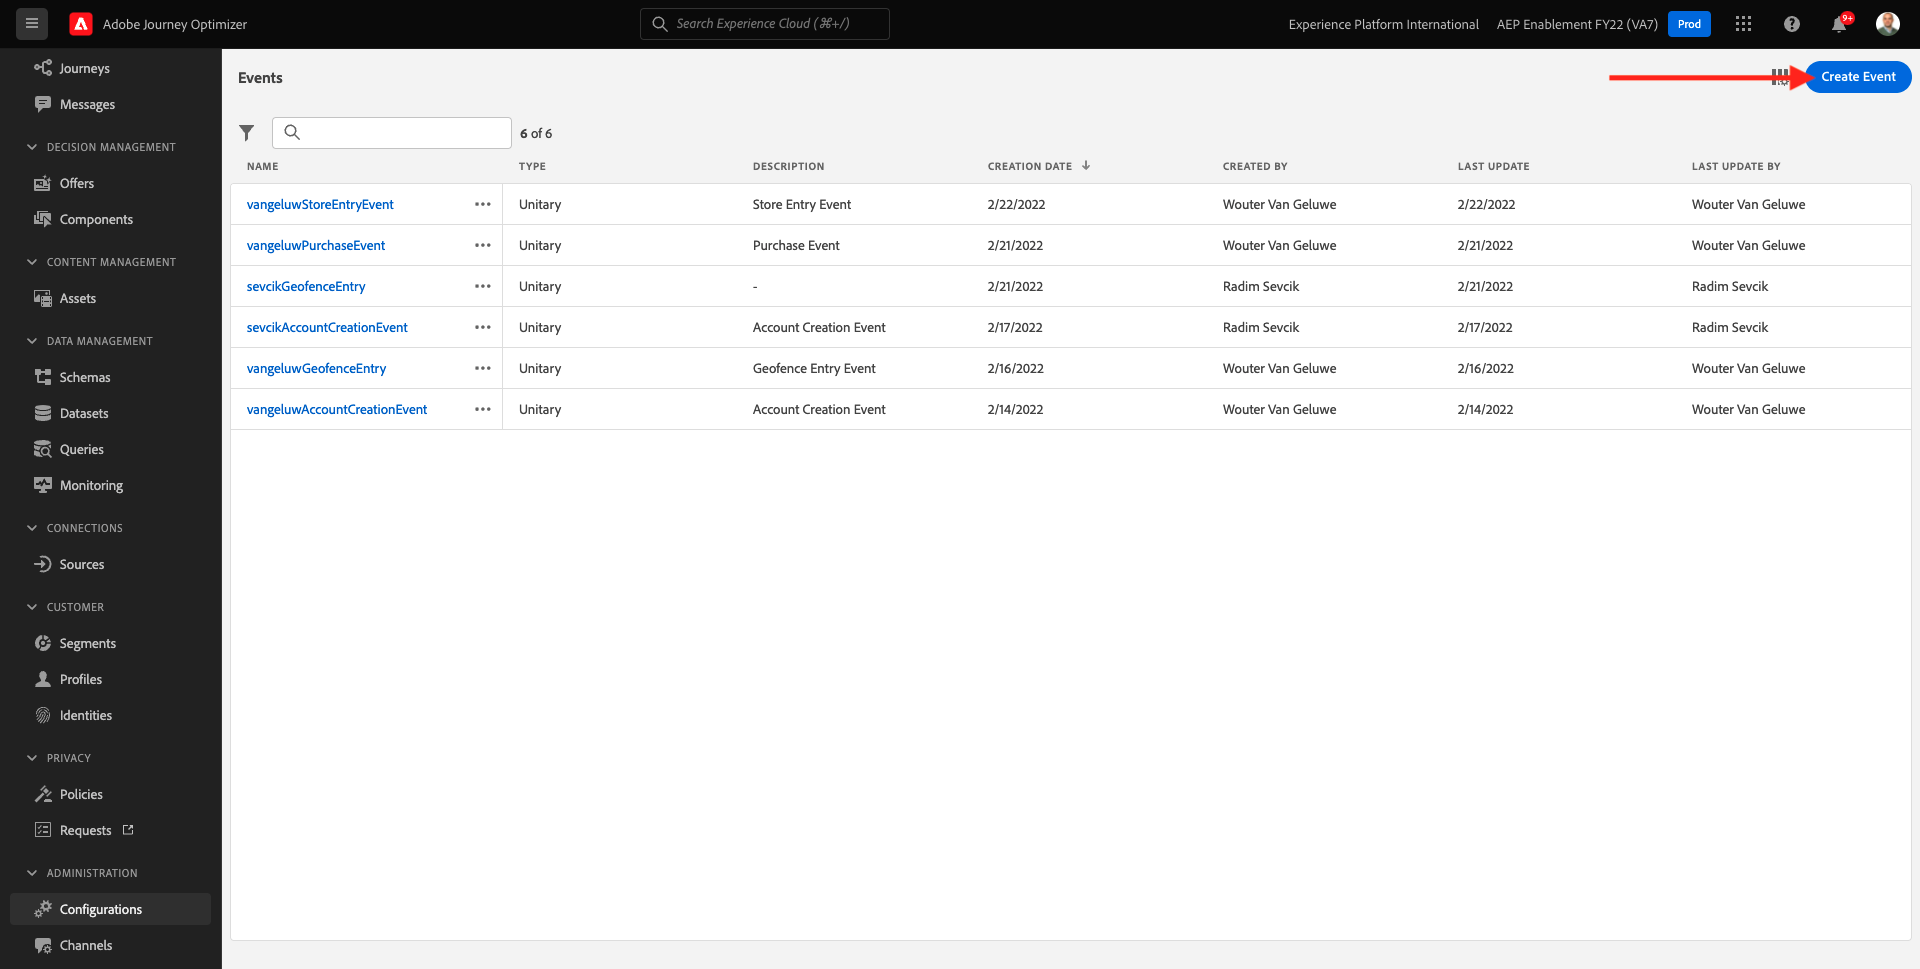 Adobe Journey Optimizer
Search Experience Cloud (⌘+/)
Experience Platform International
AEP Enablement FY22 (VA7)
Prod
9+
Journeys
Messages
DECISION MANAGEMENT
Offers
Components
CONTENT MANAGEMENT
Assets
DATA MANAGEMENT
Schemas
Datasets
Queries
Monitoring
CONNECTIONS
Sources
CUSTOMER
Segments
Profiles
Identities
PRIVACY
Policies
Requests
ADMINISTRATION
Configurations
Channels
Events
Create Event
6 of 6
NAME TYPE DESCRIPTION CREATION DATE CREATED BY LAST UPDATE LAST UPDATE BY
vangeluwStoreEntryEvent Unitary Store Entry Event 2/22/2022 Wouter Van Geluwe 2/22/2022 Wouter Van Geluwe
vangeluwPurchaseEvent Unitary Purchase Event 2/21/2022 Wouter Van Geluwe 2/21/2022 Wouter Van Geluwe
sevcikGeofenceEntry Unitary - 2/21/2022 Radim Sevcik 2/21/2022 Radim Sevcik
sevcikAccountCreationEvent Unitary Account Creation Event 2/17/2022 Radim Sevcik 2/17/2022 Radim Sevcik
vangeluwGeofenceEntry Unitary Geofence Entry Event 2/16/2022 Wouter Van Geluwe 2/16/2022 Wouter Van Geluwe
vangeluwAccountCreationEvent Unitary Account Creation Event 2/14/2022 Wouter Van Geluwe 2/14/2022 Wouter Van Geluwe